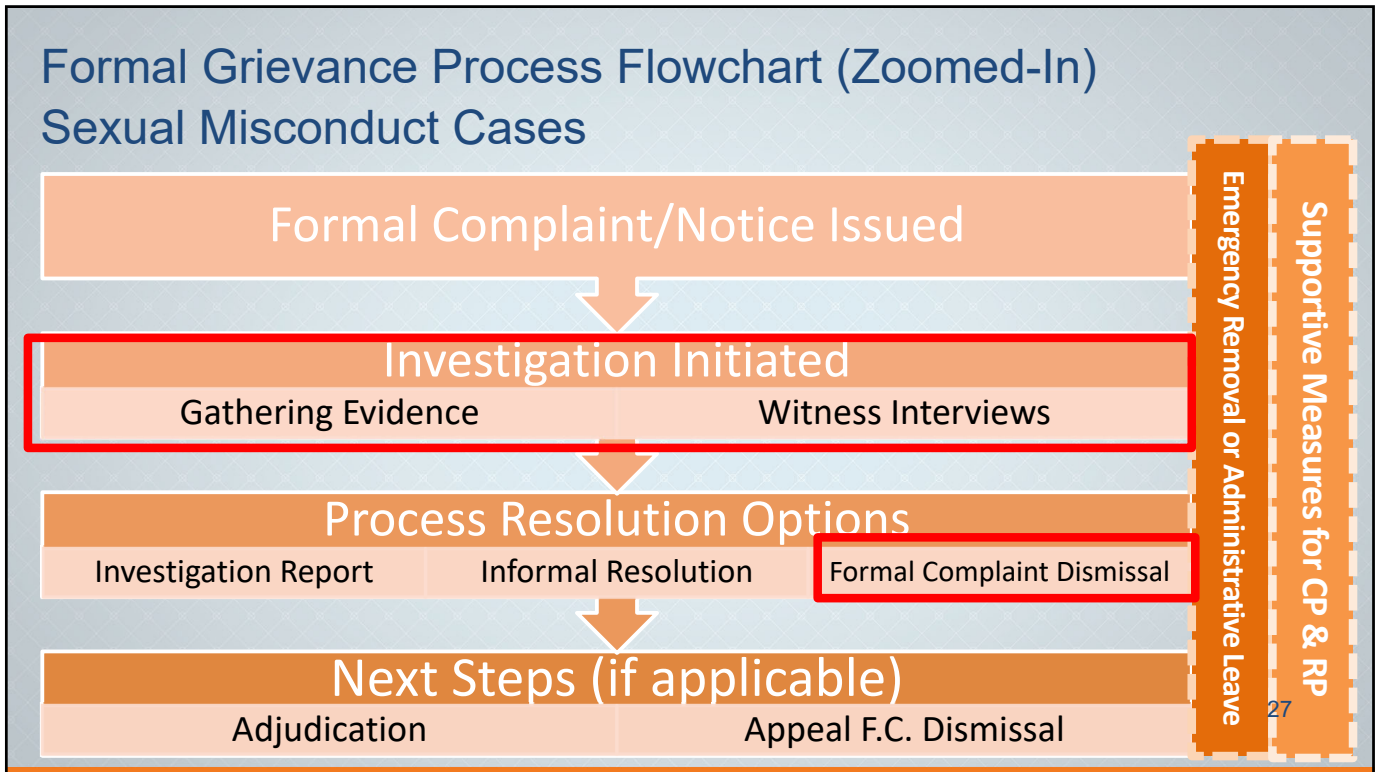 Formal Grievance Process Flowchart (Zoomed-In)
Sexual Misconduct Cases
Formal Complaint/Notice Issued
Investigation Initiated
Gathering Evidence
Witness Interviews
Process Resolution Options
Investigation Report
Informal Resolution
Formal Complaint Dismissal
Next Steps (if applicable)
Adjudication
Appeal F.C. Dismissal
Emergency Removal or Administrative Leave
Supportive Measures for CP & RP
27